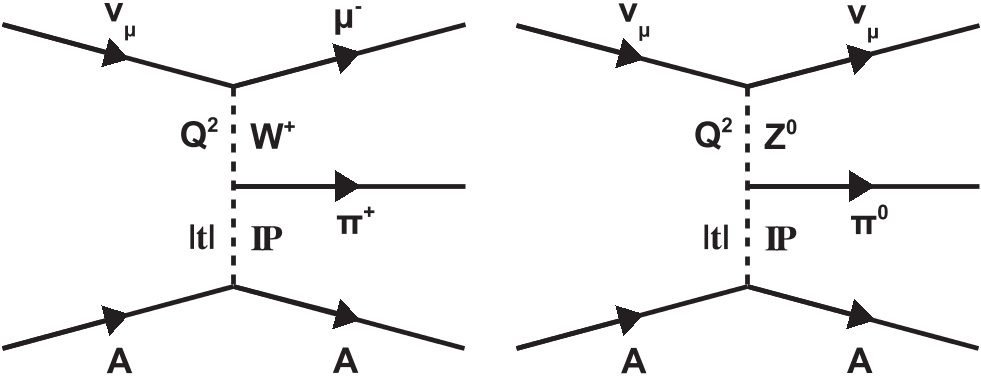 νμ μ⁻ νμ νμ
Q² W⁺ Q² Z⁰
π⁺ π⁰
|t| IP |t| IP
A A A A